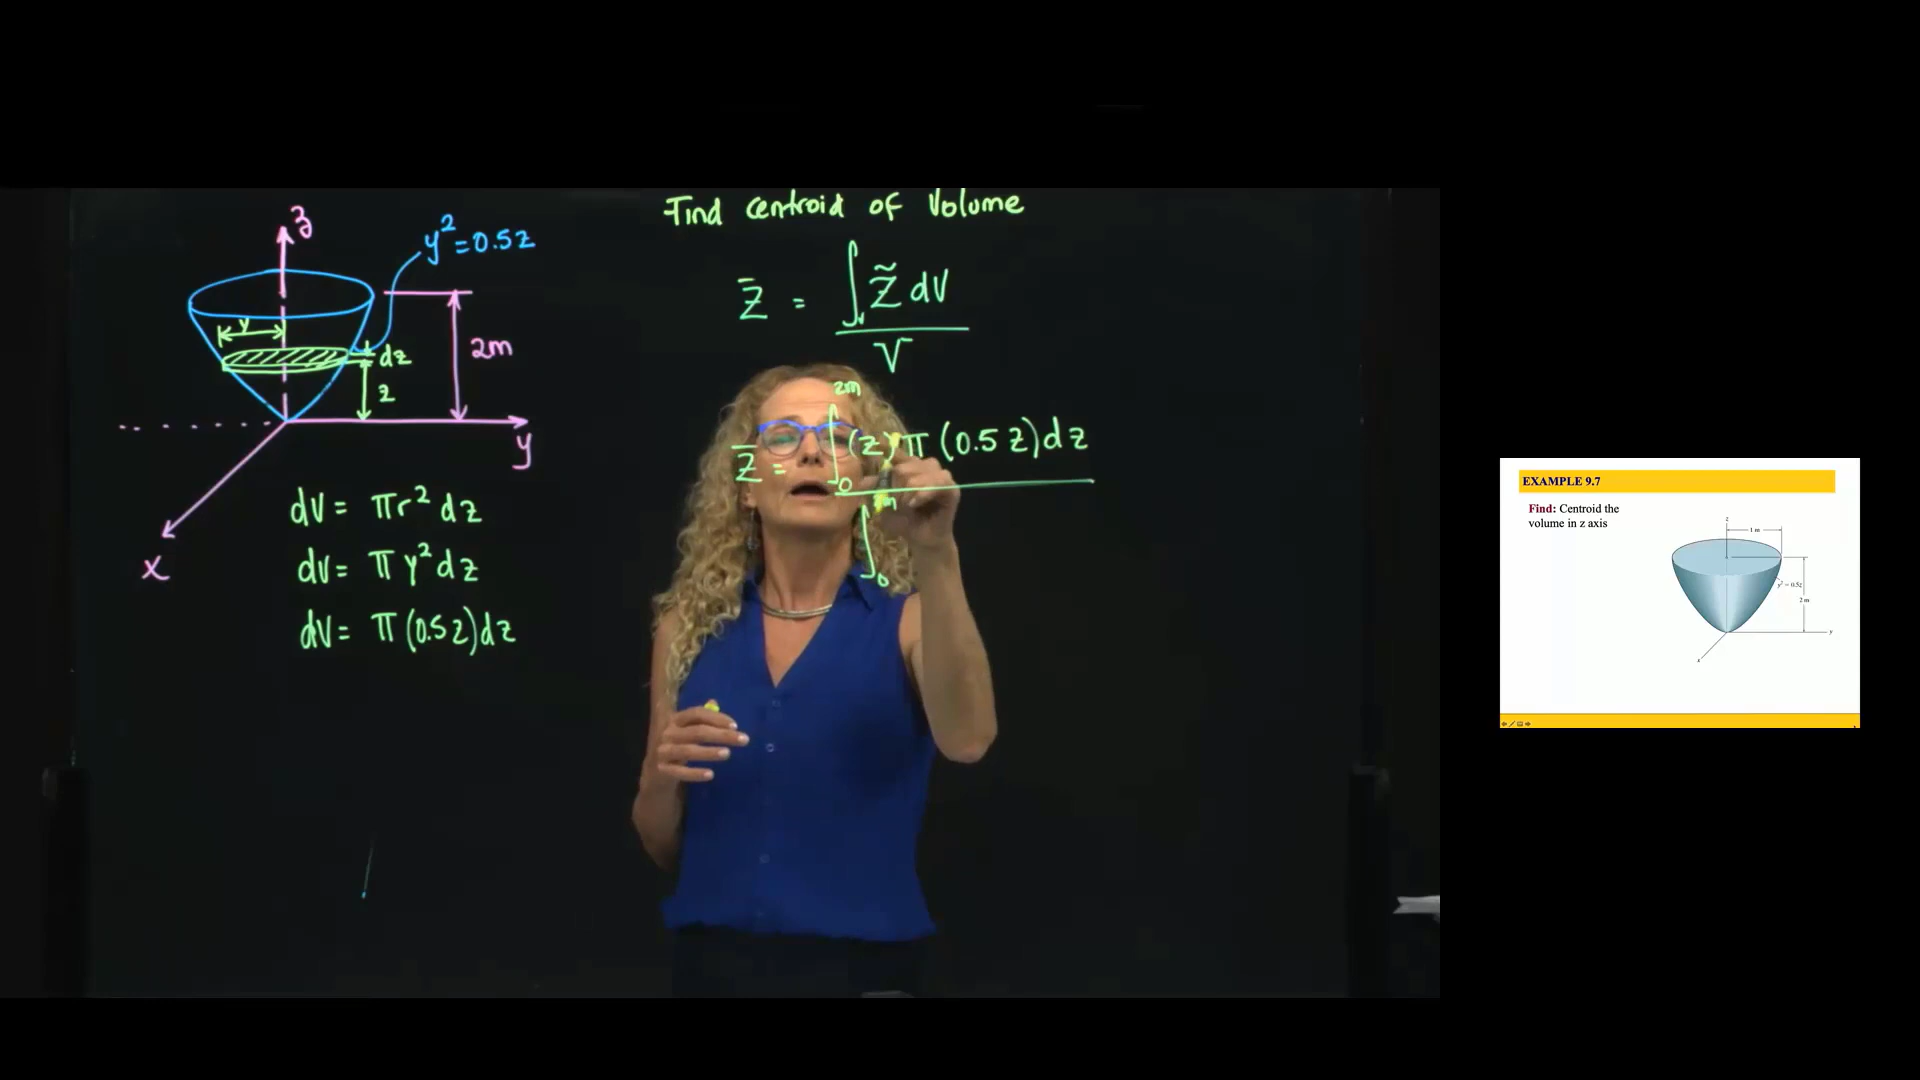 Find centroid of Volume
z
y² = 0.5z
z̄ = ∫v z̃ dV
V
y
dz
z
2m
y
x
2m
z̄ = ∫0 (z) π (0.5 z) dz
∫0
dV = πr² dz
dV = π y² dz
dV = π (0.5 z) dz
EXAMPLE 9.7
Find: Centroid the
volume in z axis
z
1 m
y² = 0.5z
2 m
y
x